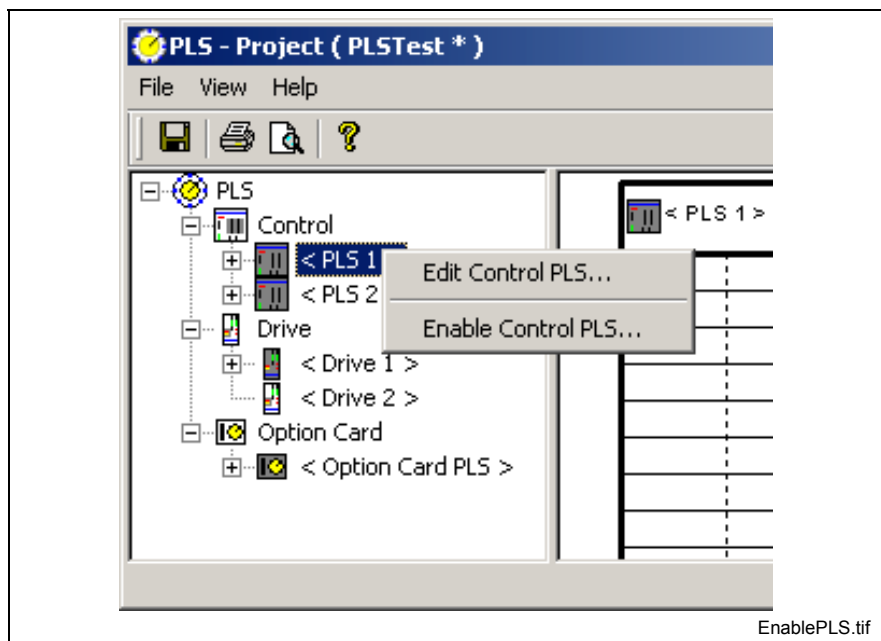 PLS - Project ( PLSTest * )
File View Help
PLS
Control
< PLS 1
< PLS 2
Drive
< Drive 1 >
< Drive 2 >
Option Card
< Option Card PLS >
Edit Control PLS...
Enable Control PLS...
< PLS 1 >
EnablePLS.tif